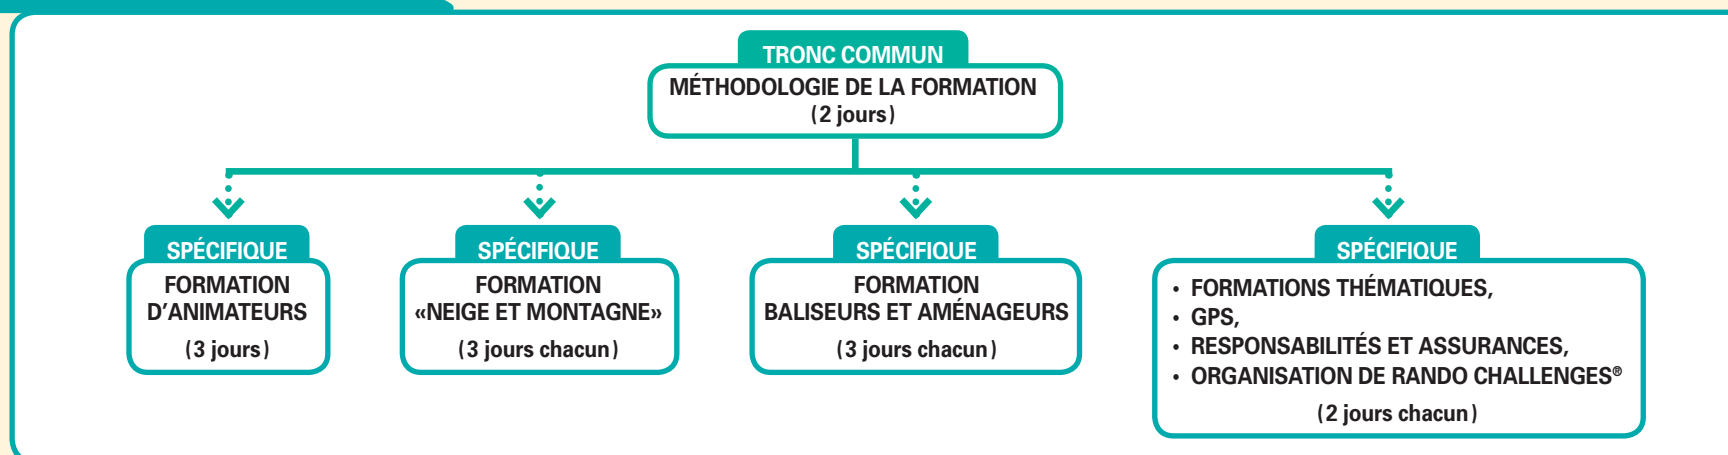 TRONC COMMUN
MÉTHODOLOGIE DE LA FORMATION
(2 jours)
SPÉCIFIQUE
FORMATION
D’ANIMATEURS
(3 jours)
SPÉCIFIQUE
FORMATION
«NEIGE ET MONTAGNE»
(3 jours chacun)
SPÉCIFIQUE
FORMATION
BALISEURS ET AMÉNAGEURS
(3 jours chacun)
SPÉCIFIQUE
• FORMATIONS THÉMATIQUES,
• GPS,
• RESPONSABILITÉS ET ASSURANCES,
• ORGANISATION DE RANDO CHALLENGES®
(2 jours chacun)